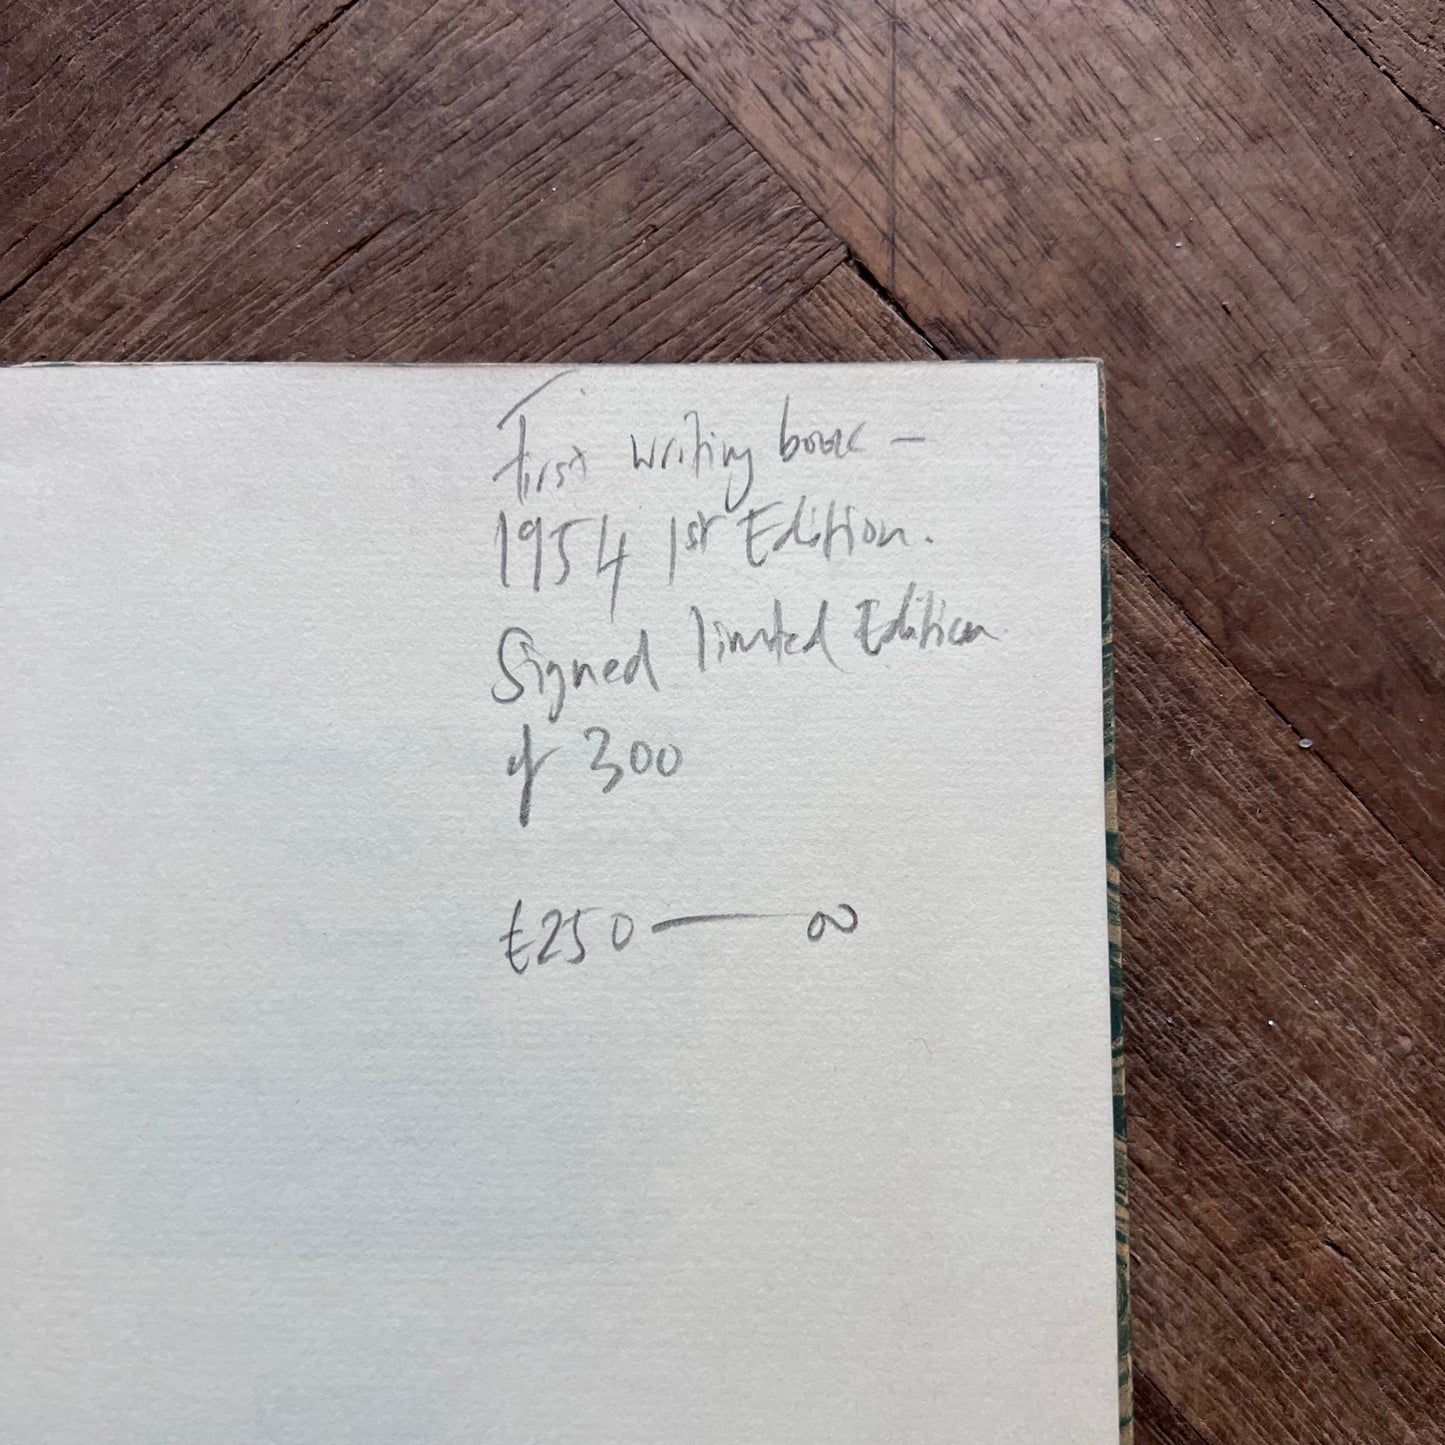 First writing book –
1954 1st Edition.
Signed limited Edition
of 300
£250 — 00